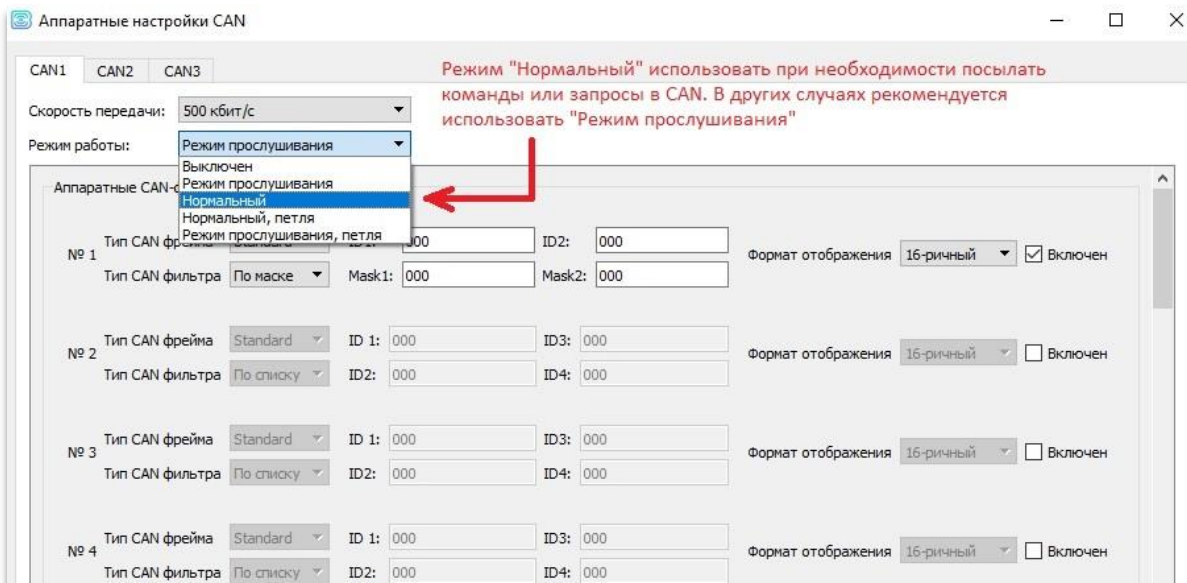 Аппаратные настройки CAN
CAN1 CAN2 CAN3
Режим "Нормальный" использовать при необходимости посылать
команды или запросы в CAN. В других случаях рекомендуется
использовать "Режим прослушивания"
Скорость передачи: 500 кбит/с
Режим работы: Режим прослушивания
Выключен
Режим прослушивания
Нормальный
Нормальный, петля
Режим прослушивания, петля
Аппаратные CAN-
№ 1
Тип CAN 000 ID2: 000
Тип CAN фильтра По маске Mask1: 000 Mask2: 000
Формат отображения 16-ричный Включен
№ 2
Тип CAN фрейма Standard ID 1: 000 ID3: 000
Тип CAN фильтра По списку ID2: 000 ID4: 000
Формат отображения 16-ричный Включен
№ 3
Тип CAN фрейма Standard ID 1: 000 ID3: 000
Тип CAN фильтра По списку ID2: 000 ID4: 000
Формат отображения 16-ричный Включен
№ 4
Тип CAN фрейма Standard ID 1: 000 ID3: 000
Тип CAN фильтра По списку ID2: 000 ID4: 000
Формат отображения 16-ричный Включен